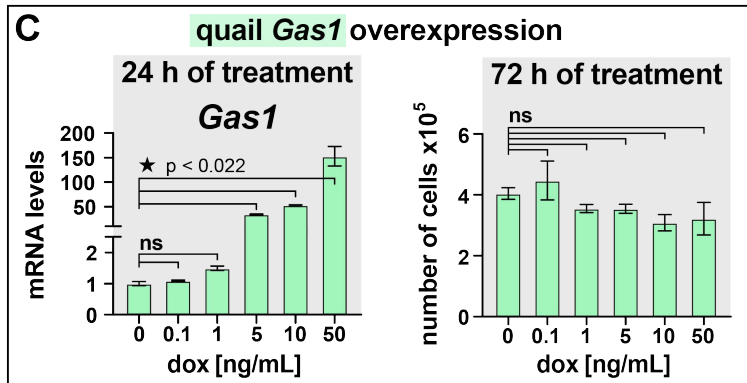 C
quail Gas1 overexpression
24 h of treatment
Gas1
mRNA levels
200
150
100
50
2
1
0
★ p < 0.022
ns
0 0.1 1 5 10 50
dox [ng/mL]
72 h of treatment
number of cells x10⁵
6
4
2
0
ns
0 0.1 1 5 10 50
dox [ng/mL]